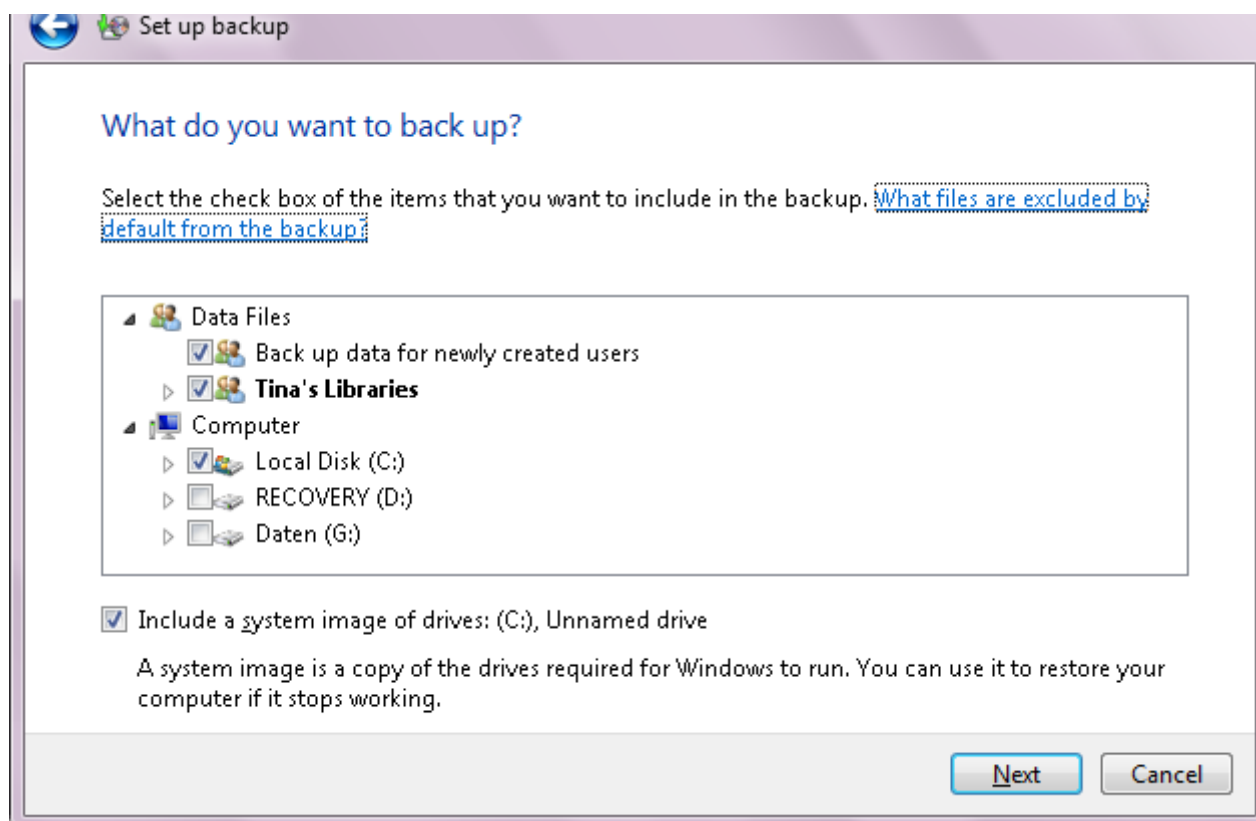 Set up backup
What do you want to back up?
Select the check box of the items that you want to include in the backup. What files are excluded by
default from the backup?
Data Files
Back up data for newly created users
Tina's Libraries
Computer
Local Disk (C:)
RECOVERY (D:)
Daten (G:)
Include a system image of drives: (C:), Unnamed drive
A system image is a copy of the drives required for Windows to run. You can use it to restore your
computer if it stops working.
Next Cancel